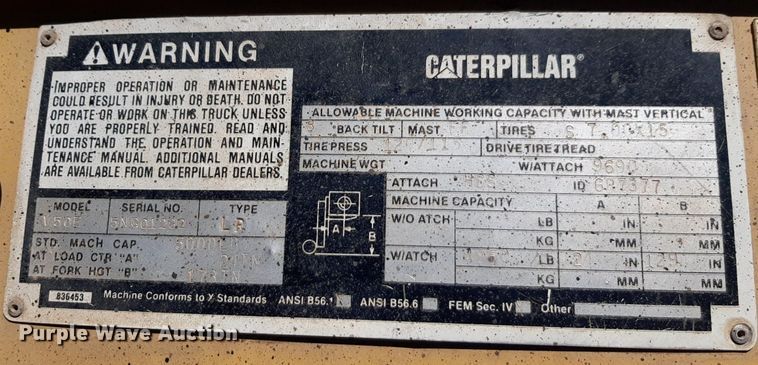 WARNING
IMPROPER OPERATION OR MAINTENANCE
COULD RESULT IN INJURY OR DEATH. DO NOT
OPERATE OR WORK ON THIS TRUCK UNLESS
YOU ARE PROPERLY TRAINED. READ AND
UNDERSTAND THE OPERATION AND MAIN-
TENANCE MANUAL. ADDITIONAL MANUALS
ARE AVAILABLE FROM CATERPILLAR DEALERS.
MODEL SERIAL NO. TYPE
V50E LP
STD. MACH CAP.
AT LOAD CTR "A"
AT FORK HGT "B"
836453 Machine Conforms to X Standards ANSI B56.1 ANSI B56.6 FEM Sec. IV Other
CATERPILLAR®
ALLOWABLE MACHINE WORKING CAPACITY WITH MAST VERTICAL
BACK TILT MAST TIRES
TIRE PRESS DRIVE TIRE TREAD
MACHINE WGT W/ATTACH
ATTACH ID
MACHINE CAPACITY A B
W/O ATCH LB IN IN
KG MM MM
W/ATCH LB IN IN
KG MM MM
A
B
Purple Wave Auction